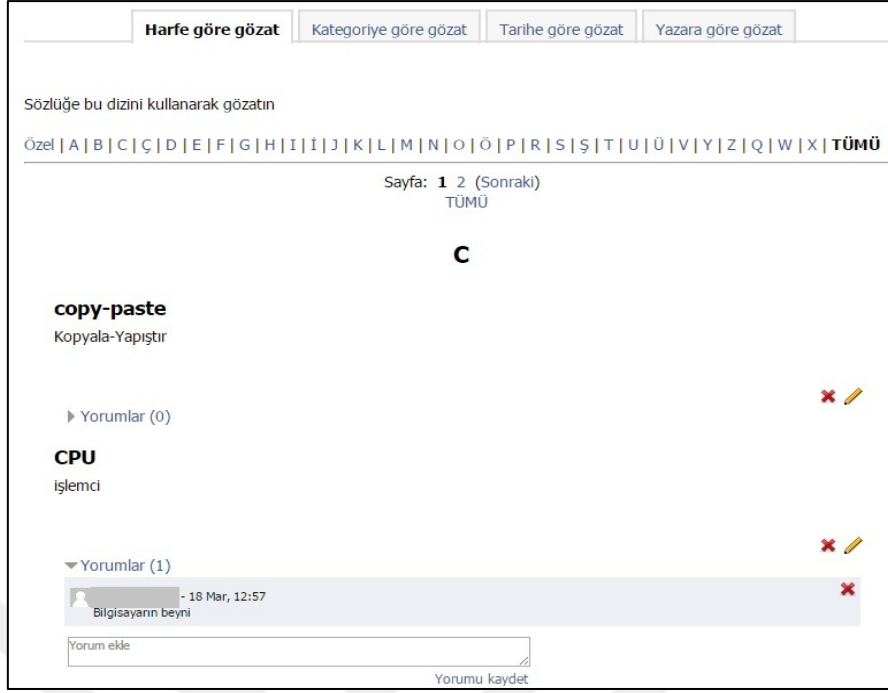 Harfe göre gözat Kategoriye göre gözat Tarihe göre gözat Yazara göre gözat
Sözlüğe bu dizini kullanarak gözatın
Özel | A | B | C | Ç | D | E | F | G | H | I | İ | J | K | L | M | N | O | Ö | P | R | S | Ş | T | U | Ü | V | Y | Z | Q | W | X | TÜMÜ
Sayfa: 1 2 (Sonraki)
TÜMÜ
C
copy-paste
Kopyala-Yapıştır
Yorumlar (0)
CPU
işlemci
Yorumlar (1)
- 18 Mar, 12:57
Bilgisayarın beyni
Yorum ekle
Yorumu kaydet